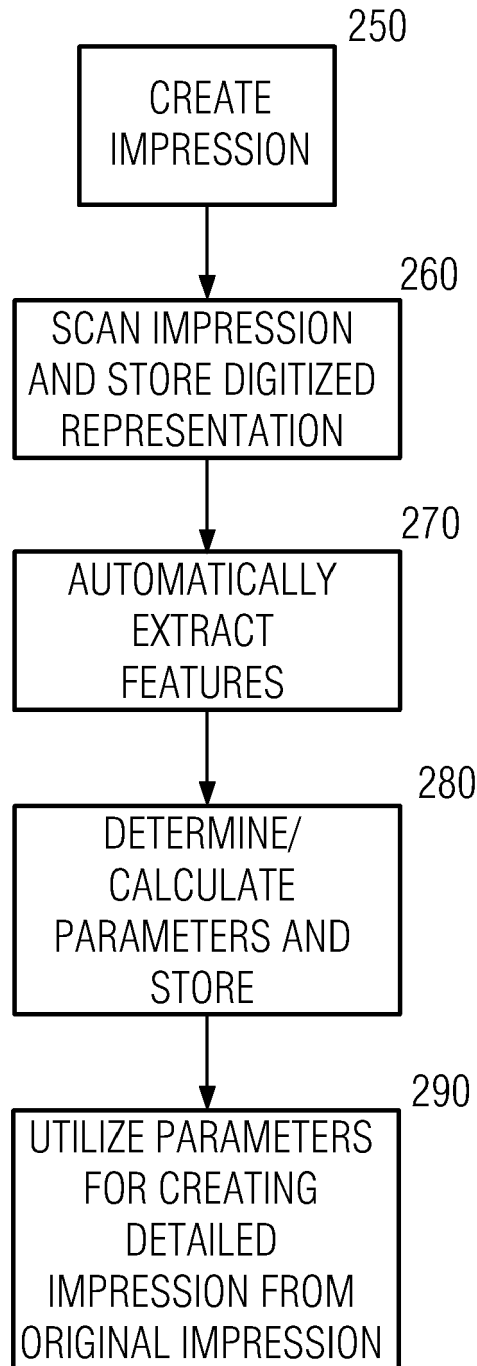 250
CREATE
IMPRESSION
260
SCAN IMPRESSION
AND STORE DIGITIZED
REPRESENTATION
270
AUTOMATICALLY
EXTRACT
FEATURES
280
DETERMINE/
CALCULATE
PARAMETERS AND
STORE
290
UTILIZE PARAMETERS
FOR CREATING
DETAILED
IMPRESSION FROM
ORIGINAL IMPRESSION